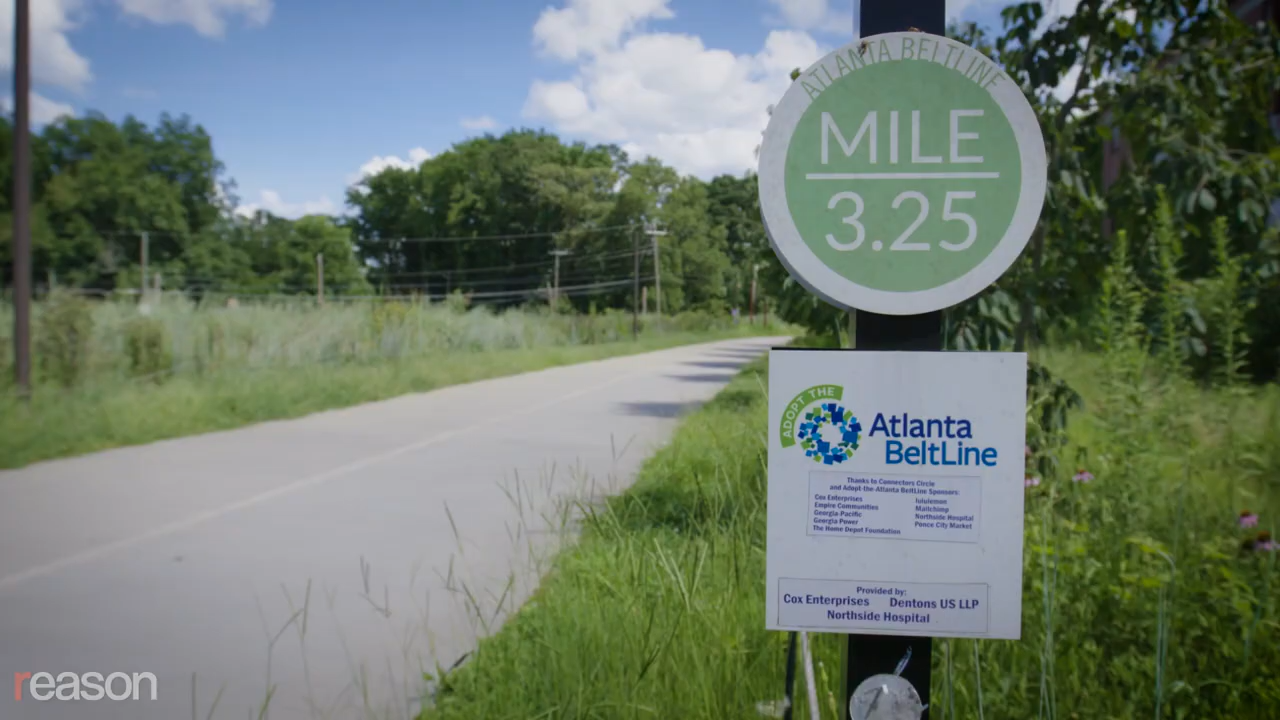 ATLANTA BELTLINE
MILE
3.25
ADOPT THE
Atlanta
BeltLine
Thanks to Connectors Circle
and Adopt-the-Atlanta BeltLine Sponsors:
Cox Enterprises
Empire Communities
Georgia-Pacific
Georgia Power
The Home Depot Foundation
lululemon
Mailchimp
Northside Hospital
Ponce City Market
Provided by:
Cox Enterprises Dentons US LLP
Northside Hospital
reason